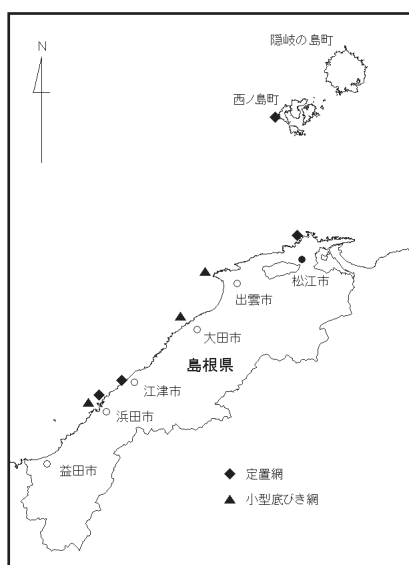 隠岐の島町
N
西ノ島町
松江市
出雲市
大田市
島根県
江津市
浜田市
益田市
定置網
小型底びき網